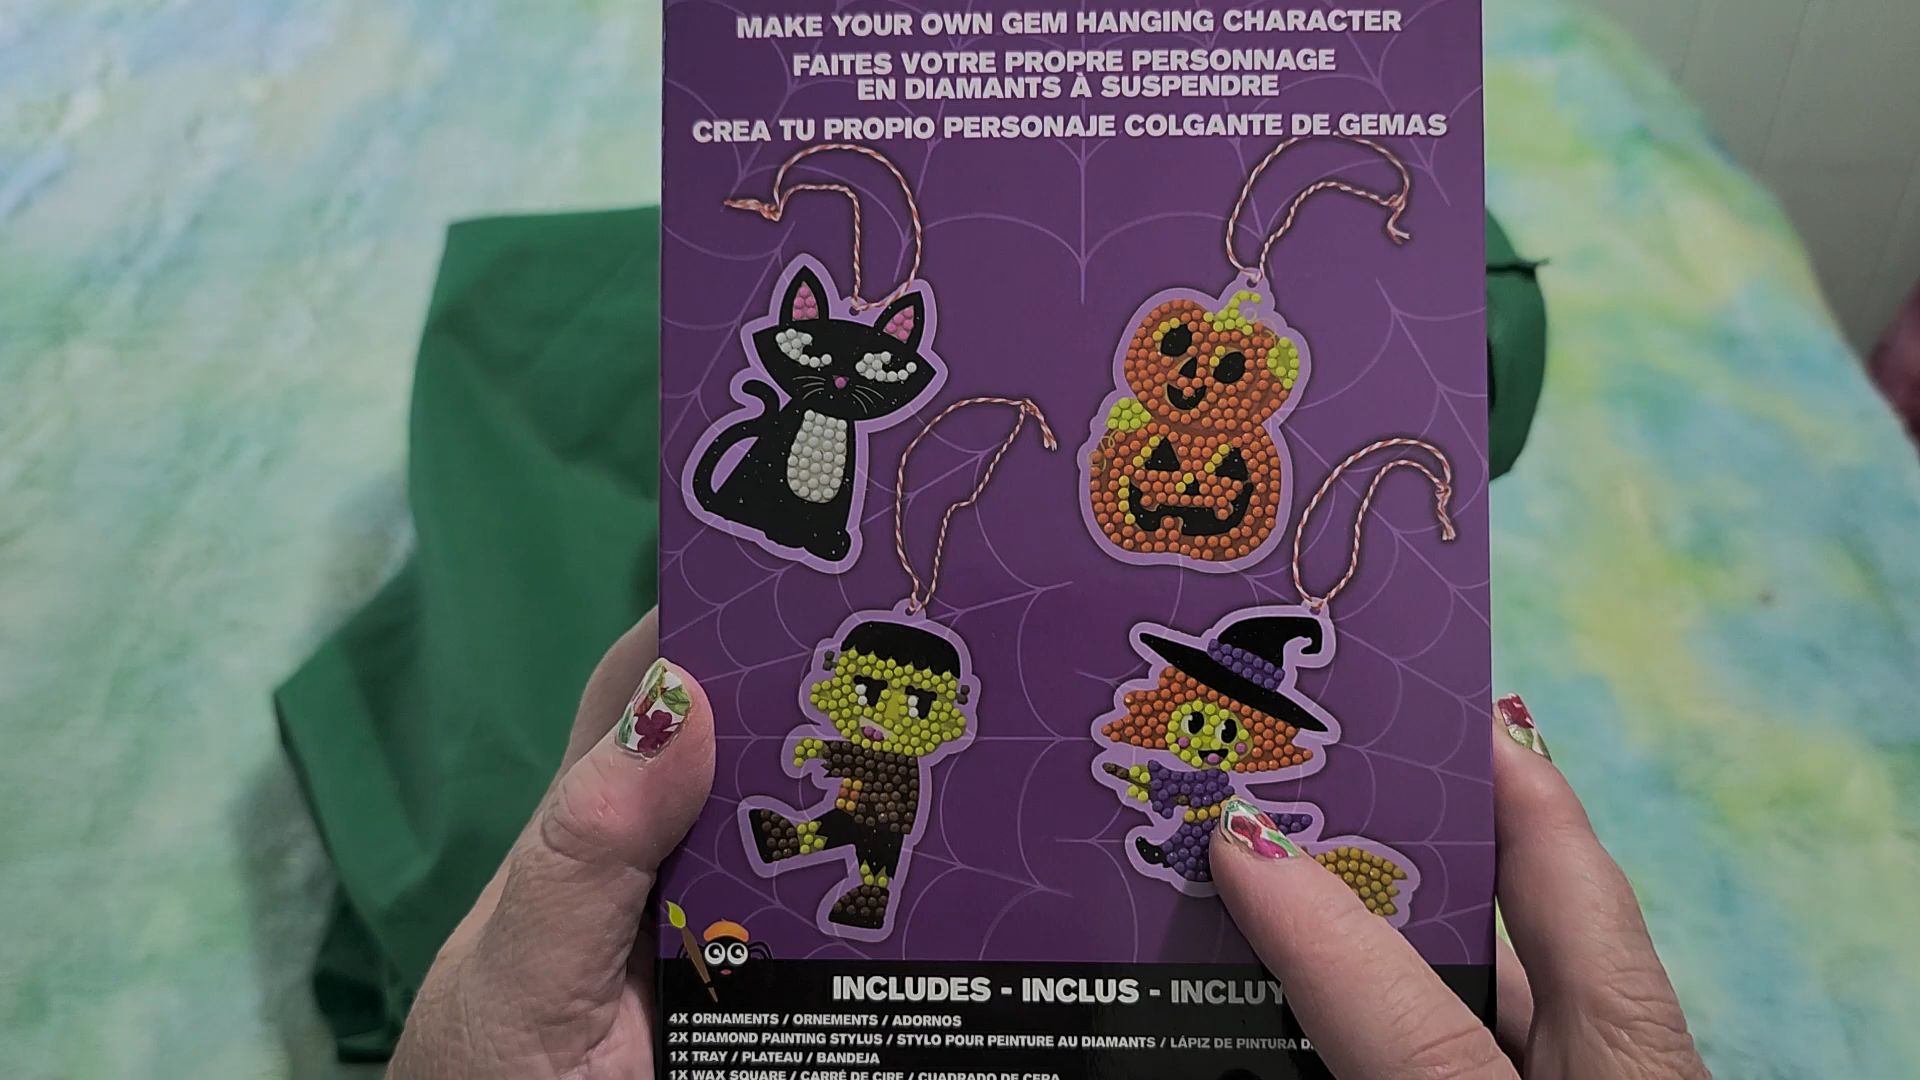 MAKE YOUR OWN GEM HANGING CHARACTER
FAITES VOTRE PROPRE PERSONNAGE
EN DIAMANTS À SUSPENDRE
CREA TU PROPIO PERSONAJE COLGANTE DE GEMAS
INCLUDES - INCLUS - INCLUY
4X ORNAMENTS / ORNEMENTS / ADORNOS
2X DIAMOND PAINTING STYLUS / STYLO POUR PEINTURE AU DIAMANTS / LÁPIZ DE PINTURA D
1X TRAY / PLATEAU / BANDEJA
1X WAX SQUARE / CARRÉ DE CIRE / CUADRADO DE CERA